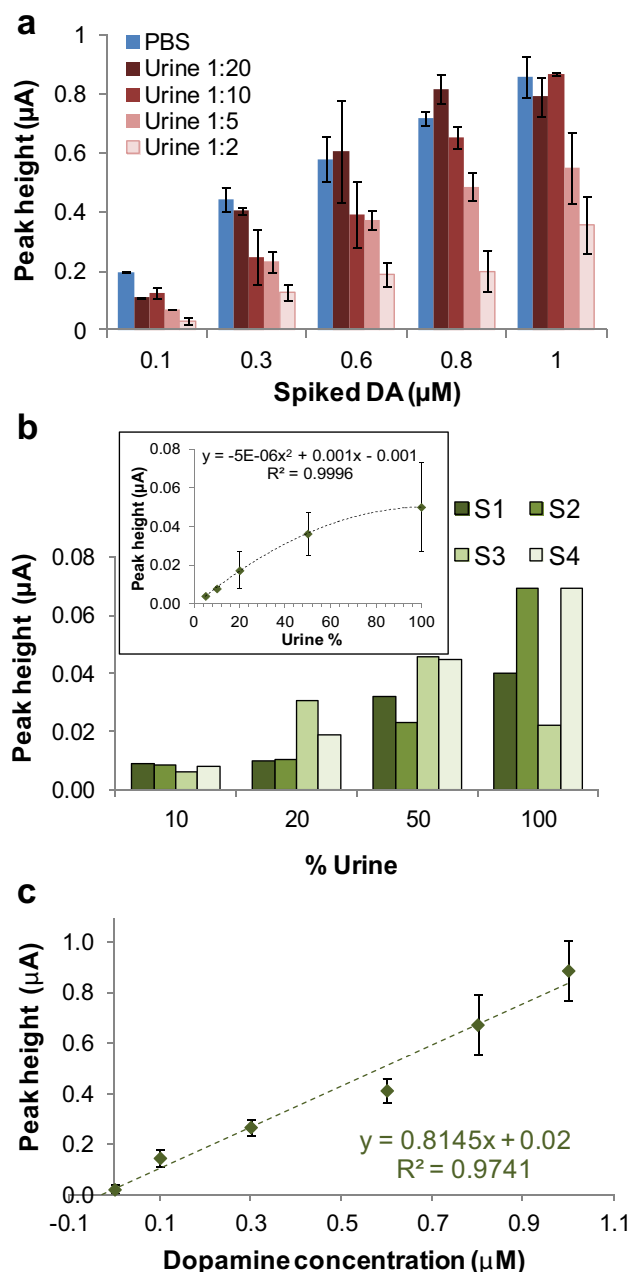 a
PBS
Urine 1:20
Urine 1:10
Urine 1:5
Urine 1:2
Peak height (µA)
1
0.8
0.6
0.4
0.2
0
0.1 0.3 0.6 0.8 1
Spiked DA (µM)
b
y = -5E-06x² + 0.001x - 0.001
R² = 0.9996
Peak height (µA)
0.08
0.06
0.04
0.02
0.00
0 20 40 60 80 100
Urine %
S1 S2
S3 S4
Peak height (µA)
0.08
0.06
0.04
0.02
0.00
10 20 50 100
% Urine
c
Peak height (µA)
1.0
0.8
0.6
0.4
0.2
0.0
y = 0.8145x + 0.02
R² = 0.9741
-0.1 0.1 0.3 0.5 0.7 0.9 1.1
Dopamine concentration (µM)